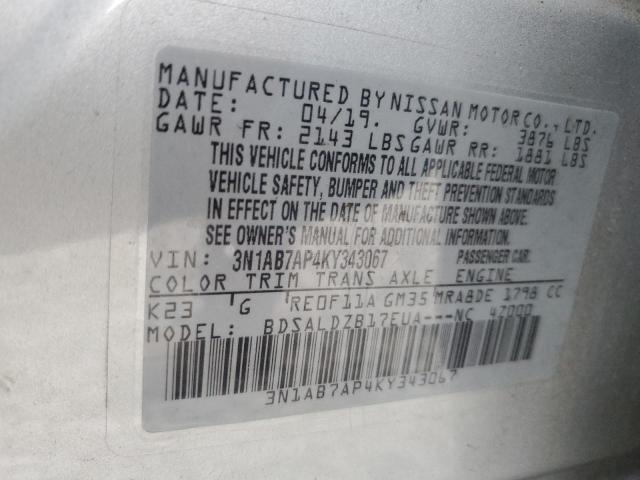 MANUFACTURED BY NISSAN MOTOR CO., LTD.
DATE: 04/19. GVWR: 3876 LBS
GAWR FR: 2143 LBS GAWR RR: 1881 LBS
THIS VEHICLE CONFORMS TO ALL APPLICABLE FEDERAL MOTOR
VEHICLE SAFETY, BUMPER AND THEFT PREVENTION STANDARDS
IN EFFECT ON THE DATE OF MANUFACTURE SHOWN ABOVE.
SEE OWNER'S MANUAL FOR ADDITIONAL INFORMATION.
VIN: 3N1AB7AP4KY343067 PASSENGER CAR.
COLOR TRIM TRANS AXLE ENGINE
K23 G RE0F11A GM35 MRA8DE 1798 CC
MODEL: BDSALDZB17EUA---NC 4Z000
3N1AB7AP4KY343067